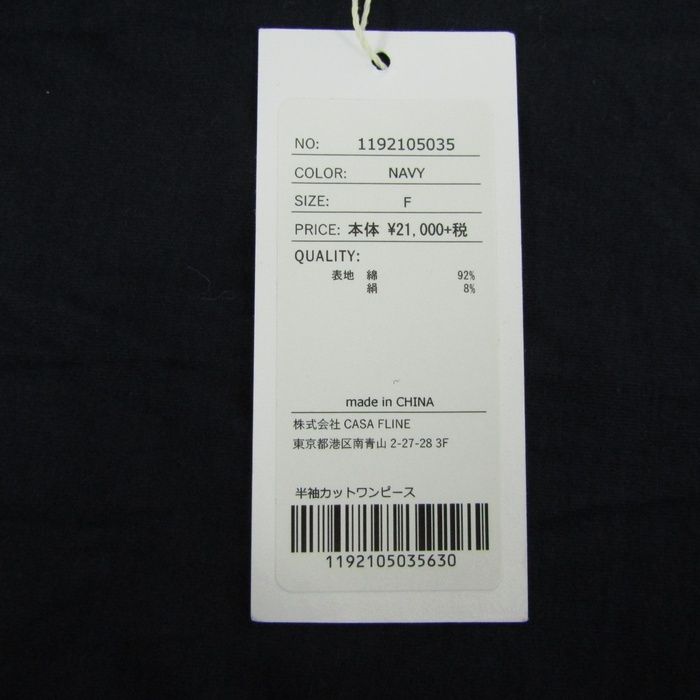 NO: 1192105035
COLOR: NAVY
SIZE: F
PRICE: 本体 ¥21,000+税
QUALITY:
表地 綿 92%
絹 8%
made in CHINA
株式会社 CASA FLINE
東京都港区南青山 2-27-28 3F
半袖カットワンピース
1192105035630